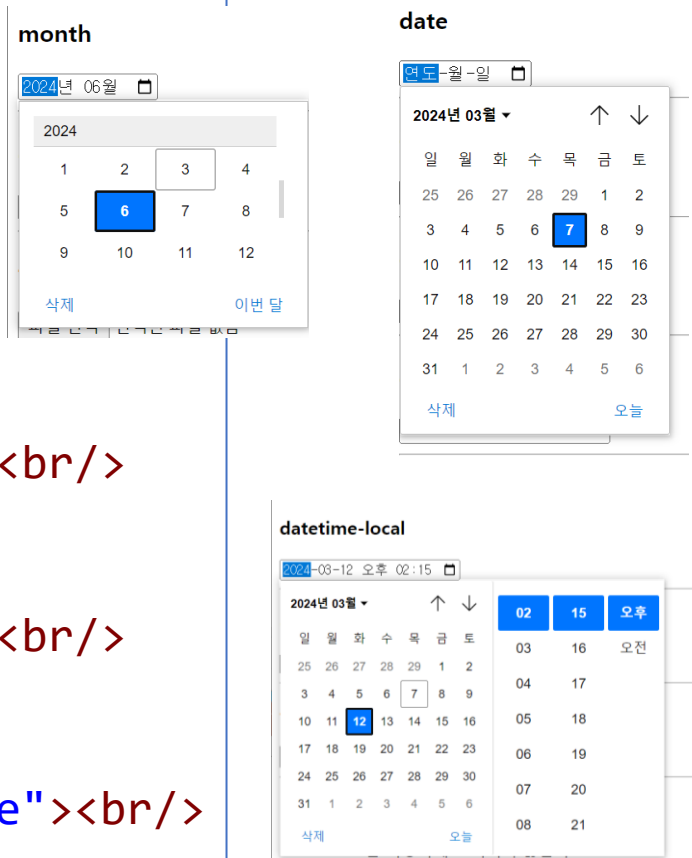 month
2024년 06월
2024
1 2 3 4
5 6 7 8
9 10 11 12
삭제 이번 달
date
연도-월-일
2024년 03월
일 월 화 수 목 금 토
25 26 27 28 29 1 2
3 4 5 6 7 8 9
10 11 12 13 14 15 16
17 18 19 20 21 22 23
24 25 26 27 28 29 30
31 1 2 3 4 5 6
삭제 오늘
<br/>
<br/>
e"><br/>
datetime-local
2024-03-12 오후 02:15
2024년 03월
일 월 화 수 목 금 토
25 26 27 28 29 1 2
3 4 5 6 7 8 9
10 11 12 13 14 15 16
17 18 19 20 21 22 23
24 25 26 27 28 29 30
31 1 2 3 4 5 6
삭제 오늘
02 15 오후
03 16 오전
04 17
05 18
06 19
07 20
08 21